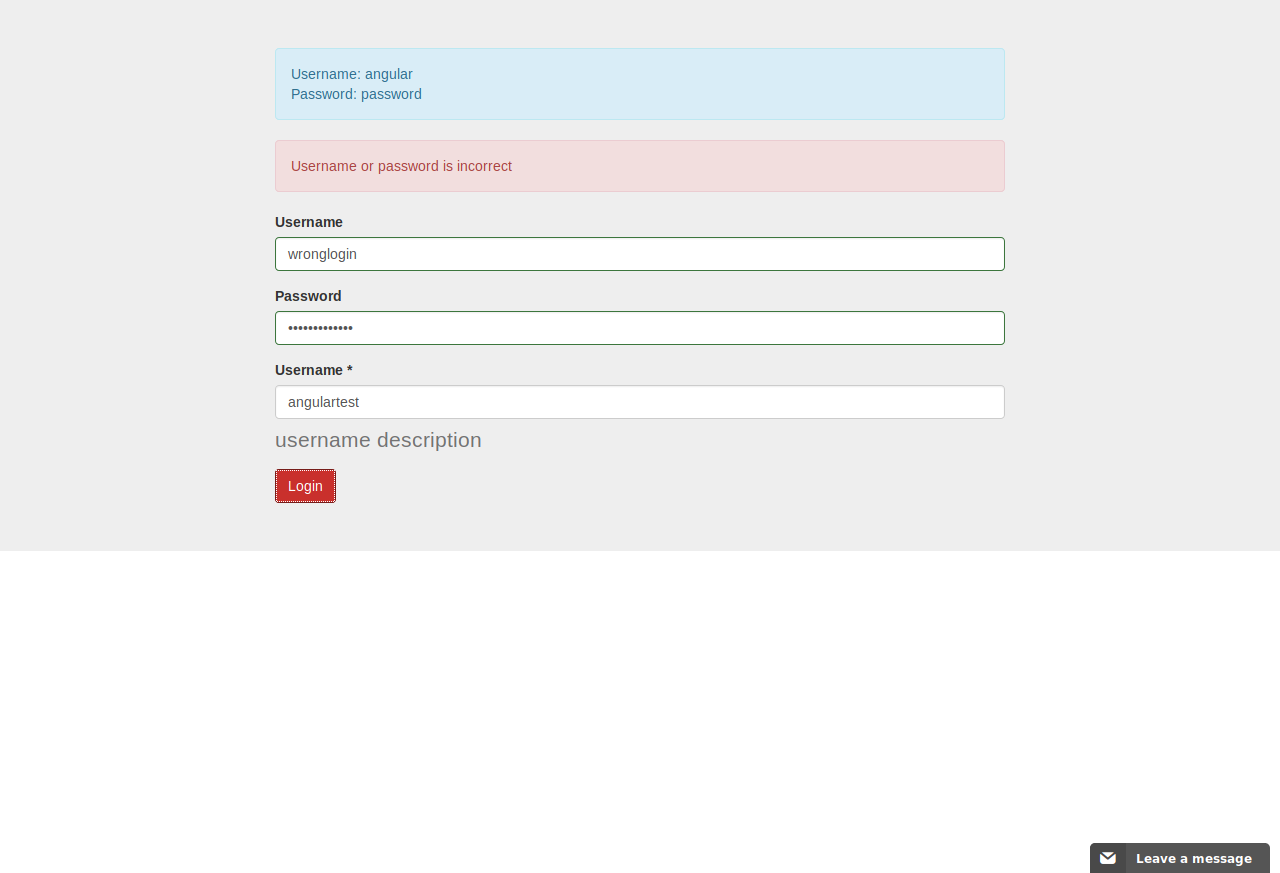 Username: angular
Password: password
Username or password is incorrect
Username
wronglogin
Password
•••••••••••••
Username *
angulartest
username description
Login
Leave a message